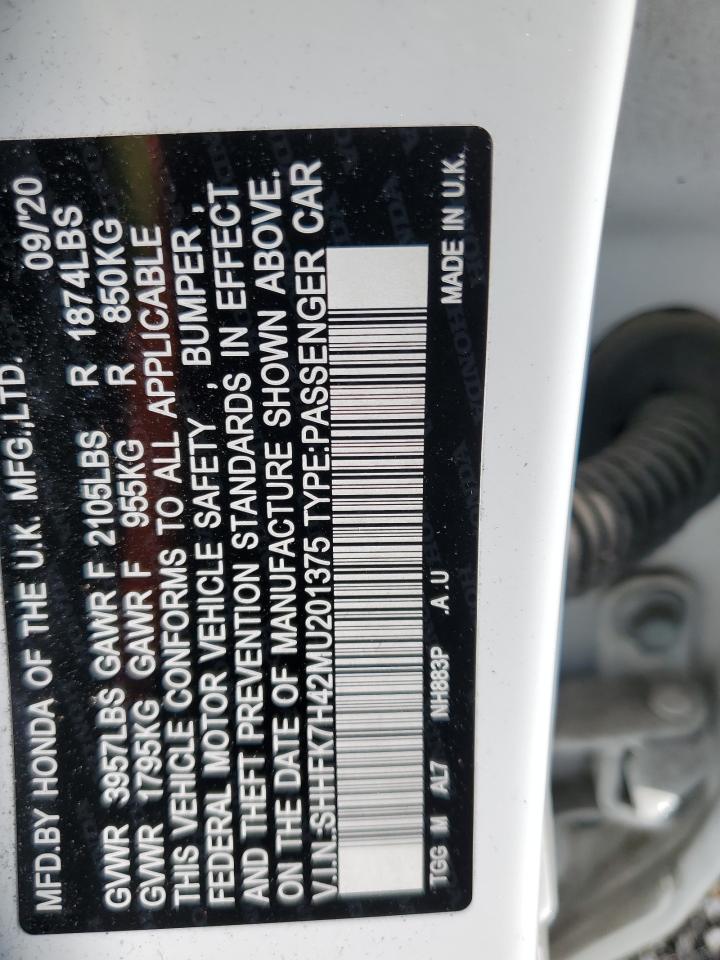 MFD.BY HONDA OF THE U.K. MFG.,LTD. 09/'20
GVWR 3957LBS GAWR F 2105LBS R 1874LBS
GVWR 1795KG GAWR F 955KG R 850KG
THIS VEHICLE CONFORMS TO ALL APPLICABLE
FEDERAL MOTOR VEHICLE SAFETY, BUMPER,
AND THEFT PREVENTION STANDARDS IN EFFECT
ON THE DATE OF MANUFACTURE SHOWN ABOVE.
V.I.N.:SHHFK7H42MU201375 TYPE:PASSENGER CAR
TGG M AL7 NH883P .A.U MADE IN U.K.